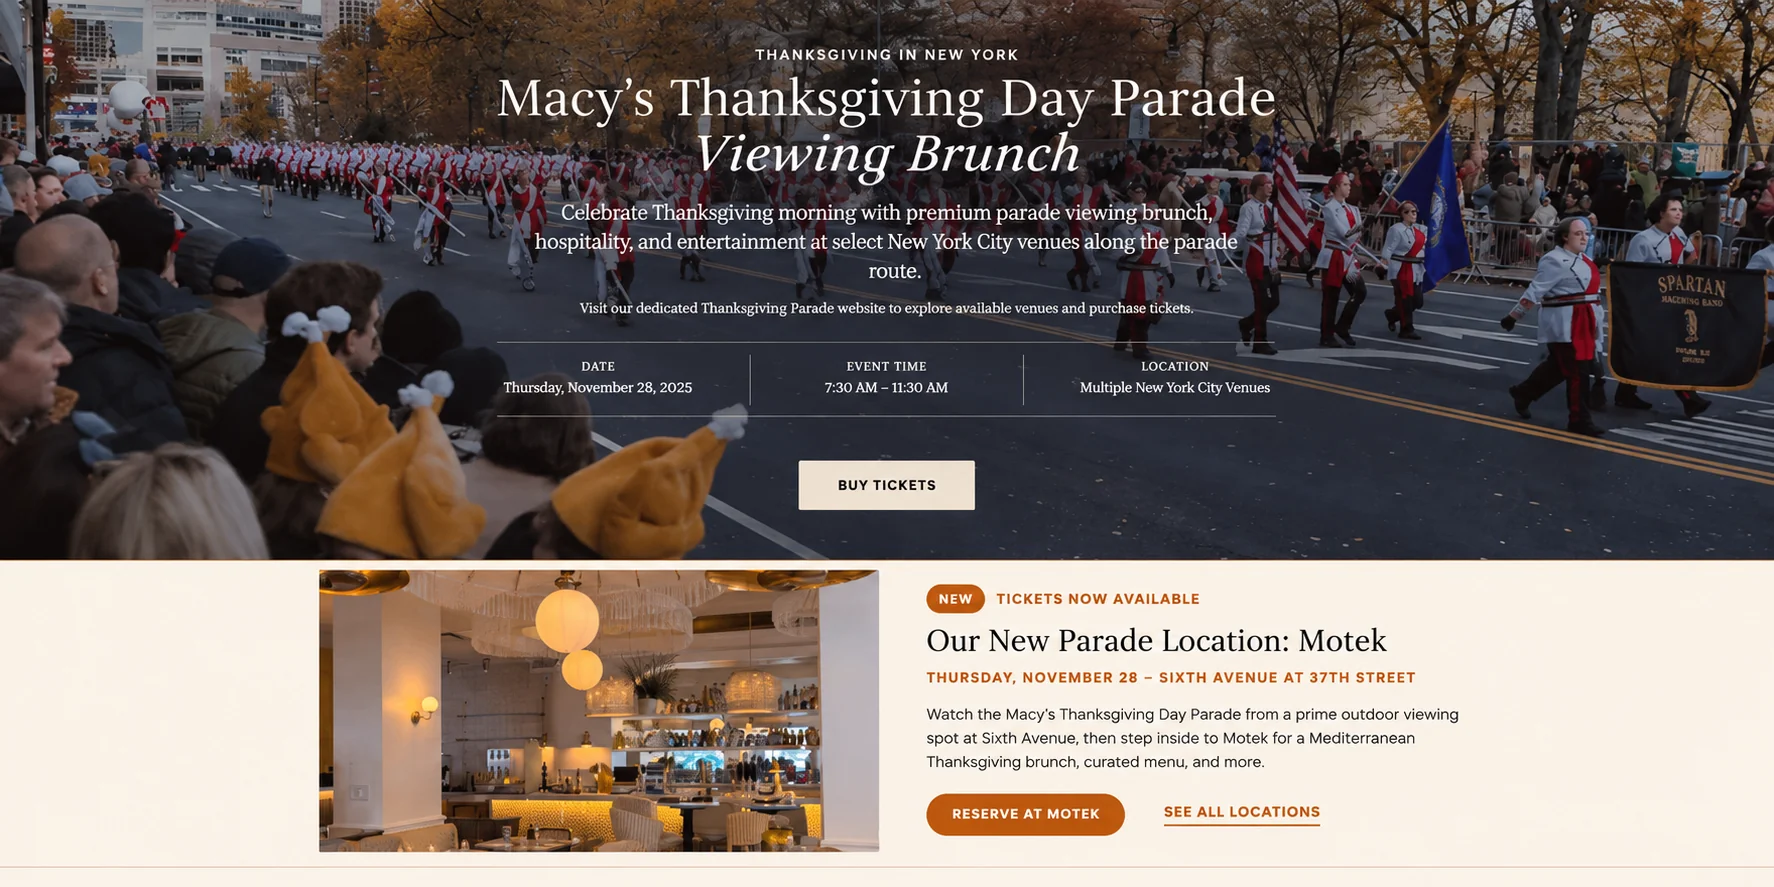 THANKSGIVING IN NEW YORK
Macy’s Thanksgiving Day Parade
Viewing Brunch
Celebrate Thanksgiving morning with premium parade viewing brunch,
hospitality, and entertainment at select New York City venues along the parade
route.
Visit our dedicated Thanksgiving Parade website to explore available venues and purchase tickets.
DATE
Thursday, November 28, 2025
EVENT TIME
7:30 AM – 11:30 AM
LOCATION
Multiple New York City Venues
SPARTAN
BUY TICKETS
NEW TICKETS NOW AVAILABLE
Our New Parade Location: Motek
THURSDAY, NOVEMBER 28 – SIXTH AVENUE AT 37TH STREET
Watch the Macy’s Thanksgiving Day Parade from a prime outdoor viewing
spot at Sixth Avenue, then step inside to Motek for a Mediterranean
Thanksgiving brunch, curated menu, and more.
RESERVE AT MOTEK
SEE ALL LOCATIONS